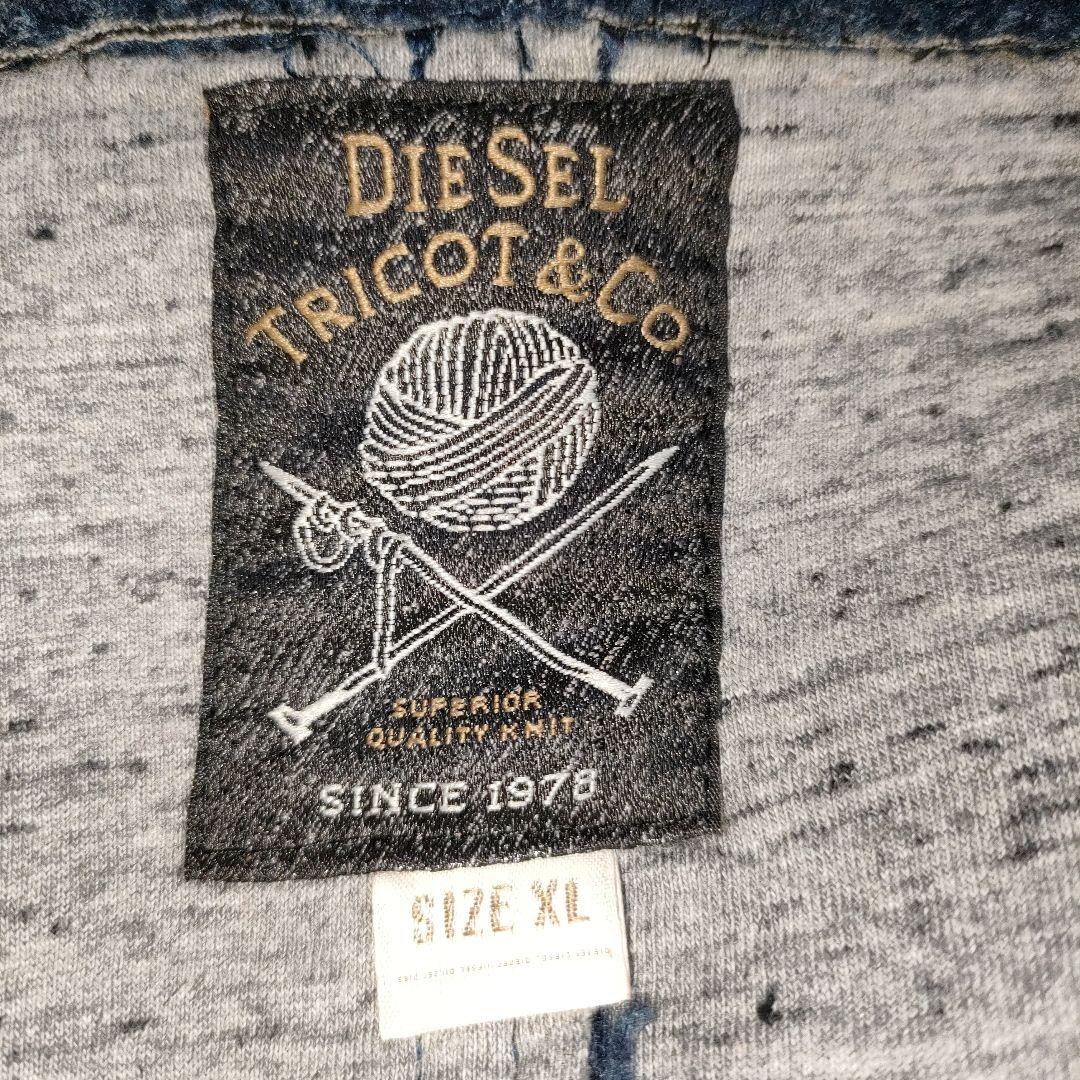 DIESEL
TRICOT & CO.
SUPERIOR
QUALITY KNIT
SINCE 1978
SIZE XL